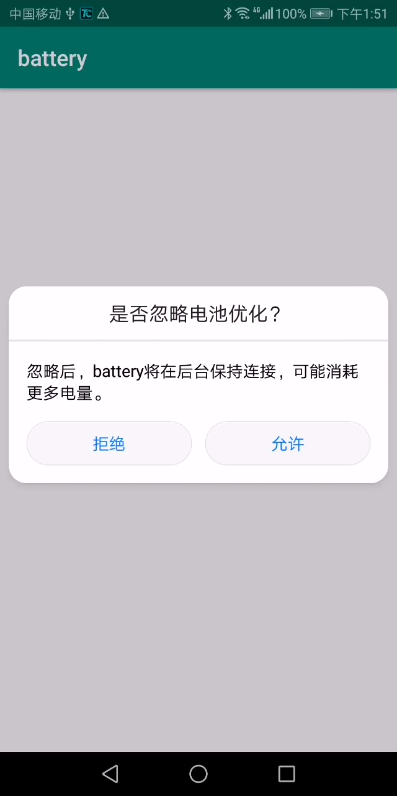 中国移动 TC 4G 100% 下午1:51
battery
是否忽略电池优化?
忽略后，battery将在后台保持连接，可能消耗
更多电量。
拒绝 允许